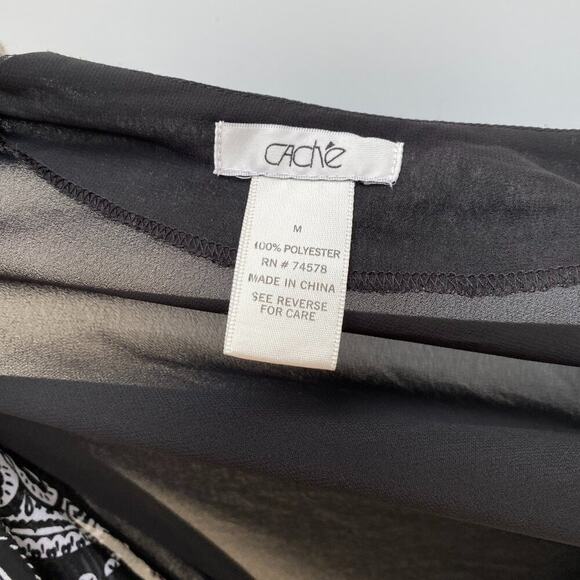 CAChé
M
100% POLYESTER
RN # 74578
MADE IN CHINA
SEE REVERSE
FOR CARE